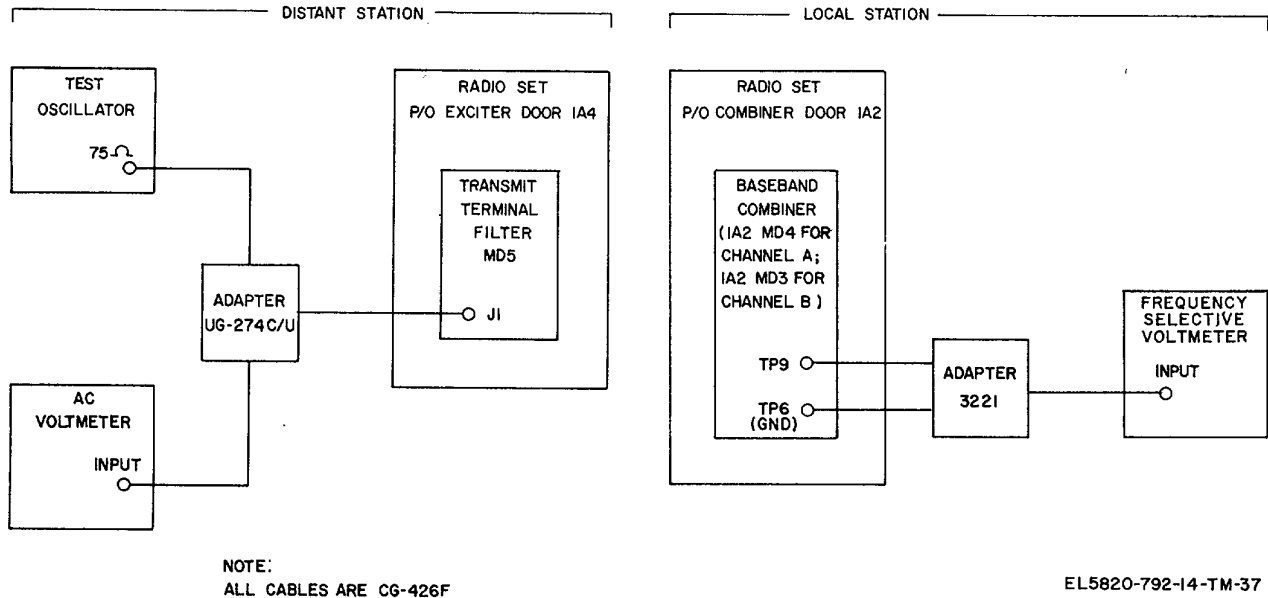 DISTANT STATION
TEST
OSCILLATOR
75Ω
ADAPTER
UG-274C/U
AC
VOLTMETER
INPUT
RADIO SET
P/O EXCITER DOOR 1A4
TRANSMIT
TERMINAL
FILTER
MD5
J1
LOCAL STATION
RADIO SET
P/O COMBINER DOOR 1A2
BASEBAND
COMBINER
(1A2 MD4 FOR
CHANNEL A;
1A2 MD3 FOR
CHANNEL B)
TP9
TP6
(GND)
ADAPTER
3221
FREQUENCY
SELECTIVE
VOLTMETER
INPUT
NOTE:
ALL CABLES ARE CG-426F
EL5820-792-14-TM-37